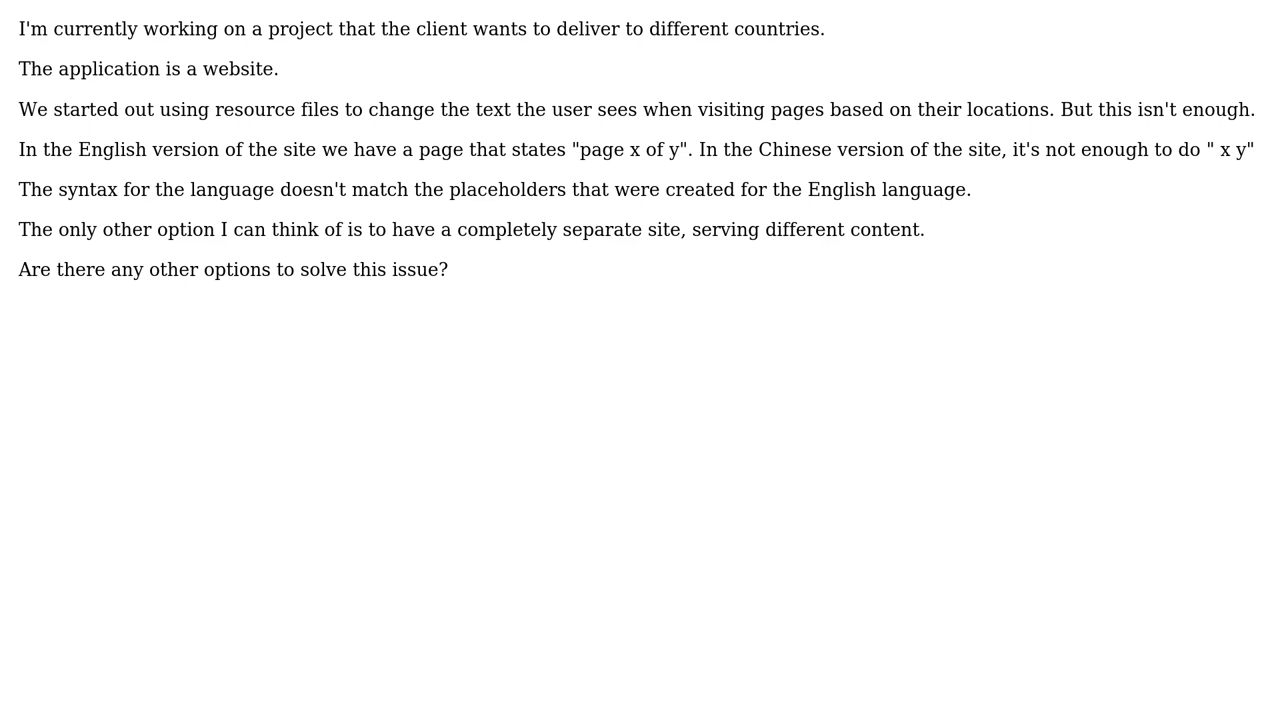 I'm currently working on a project that the client wants to deliver to different countries.
The application is a website.
We started out using resource files to change the text the user sees when visiting pages based on their locations. But this isn't enough.
In the English version of the site we have a page that states "page x of y". In the Chinese version of the site, it's not enough to do " x y"
The syntax for the language doesn't match the placeholders that were created for the English language.
The only other option I can think of is to have a completely separate site, serving different content.
Are there any other options to solve this issue?